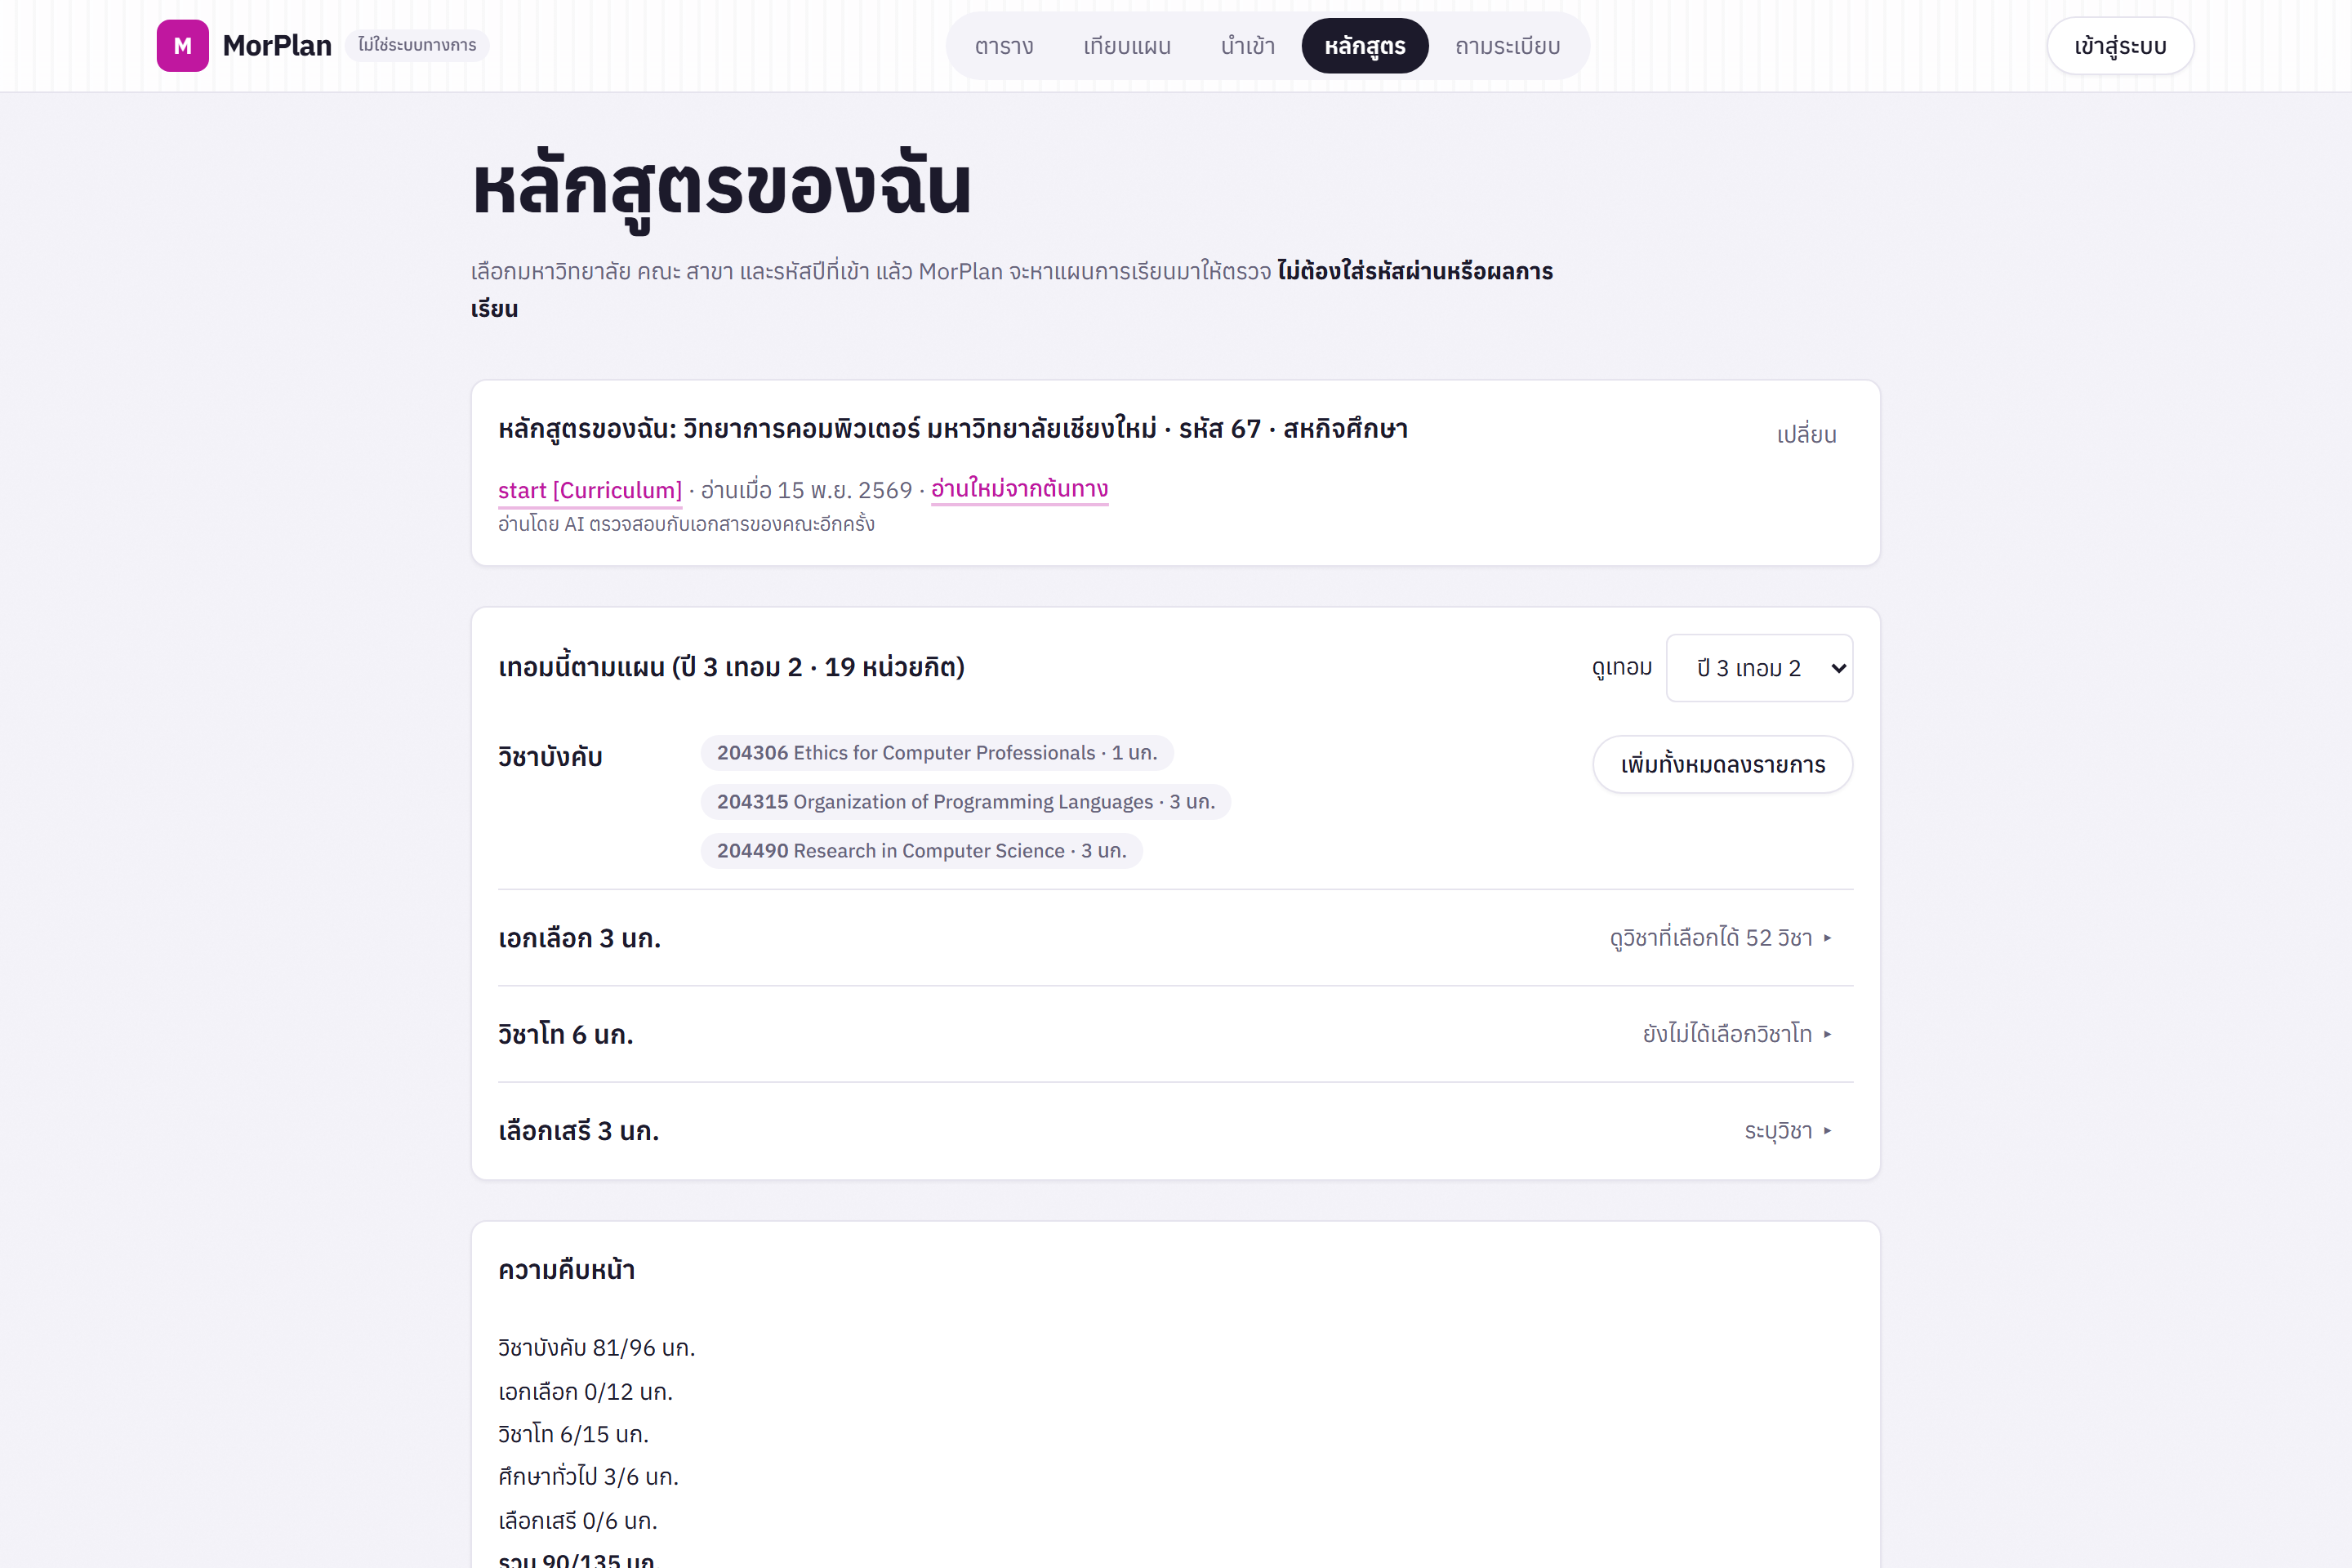 M MorPlan ไม่ใช่ระบบทางการ ตาราง เทียบแผน นำเข้า หลักสูตร ถามระเบียบ เข้าสู่ระบบ
หลักสูตรของฉัน
เลือกมหาวิทยาลัย คณะ สาขา และรหัสปีที่เข้า แล้ว MorPlan จะหาแผนการเรียนมาให้ตรวจ ไม่ต้องใส่รหัสผ่านหรือผลการ
เรียน
หลักสูตรของฉัน: วิทยาการคอมพิวเตอร์ มหาวิทยาลัยเชียงใหม่ · รหัส 67 · สหกิจศึกษา เปลี่ยน
start [Curriculum] · อ่านเมื่อ 15 พ.ย. 2569 · อ่านใหม่จากต้นทาง
อ่านโดย AI ตรวจสอบกับเอกสารของคณะอีกครั้ง
เทอมนี้ตามแผน (ปี 3 เทอม 2 · 19 หน่วยกิต) ดูเทอม ปี 3 เทอม 2
วิชาบังคับ 204306 Ethics for Computer Professionals · 1 นก. เพิ่มทั้งหมดลงรายการ
204315 Organization of Programming Languages · 3 นก.
204490 Research in Computer Science · 3 นก.
เอกเลือก 3 นก. ดูวิชาที่เลือกได้ 52 วิชา ▸
วิชาโท 6 นก. ยังไม่ได้เลือกวิชาโท ▸
เลือกเสรี 3 นก. ระบุวิชา ▸
ความคืบหน้า
วิชาบังคับ 81/96 นก.
เอกเลือก 0/12 นก.
วิชาโท 6/15 นก.
ศึกษาทั่วไป 3/6 นก.
เลือกเสรี 0/6 นก.
รวม 90/135 นก.